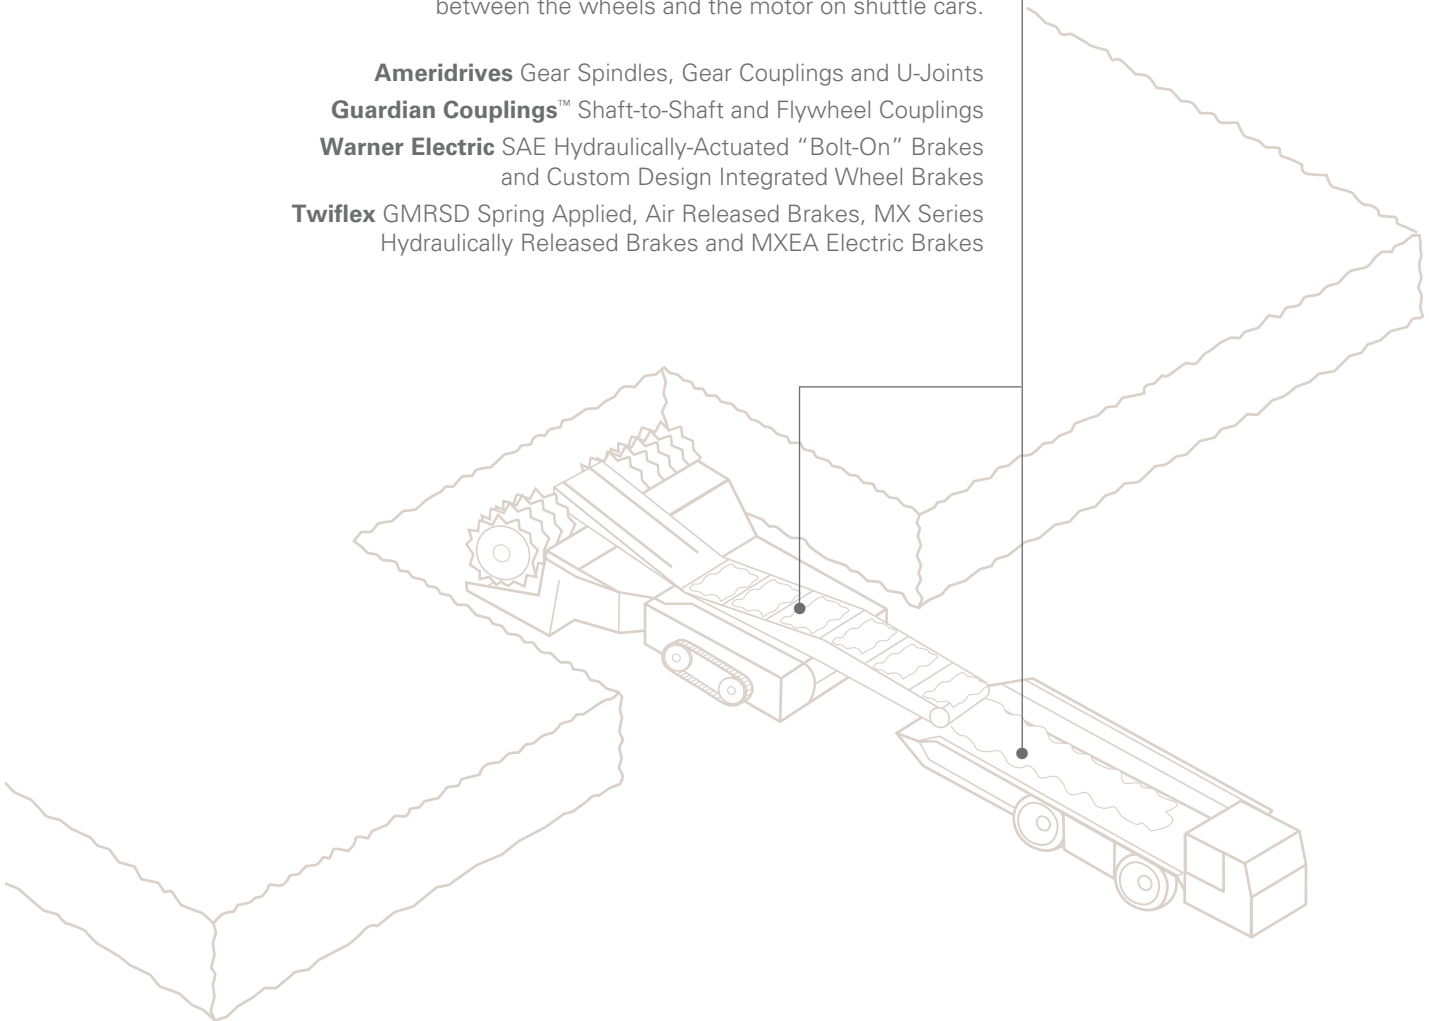 between the wheels and the motor on shuttle cars.
Ameridrives Gear Spindles, Gear Couplings and U-Joints
Guardian Couplings™ Shaft-to-Shaft and Flywheel Couplings
Warner Electric SAE Hydraulically-Actuated “Bolt-On” Brakes
and Custom Design Integrated Wheel Brakes
Twiflex GMRSD Spring Applied, Air Released Brakes, MX Series
Hydraulically Released Brakes and MXEA Electric Brakes